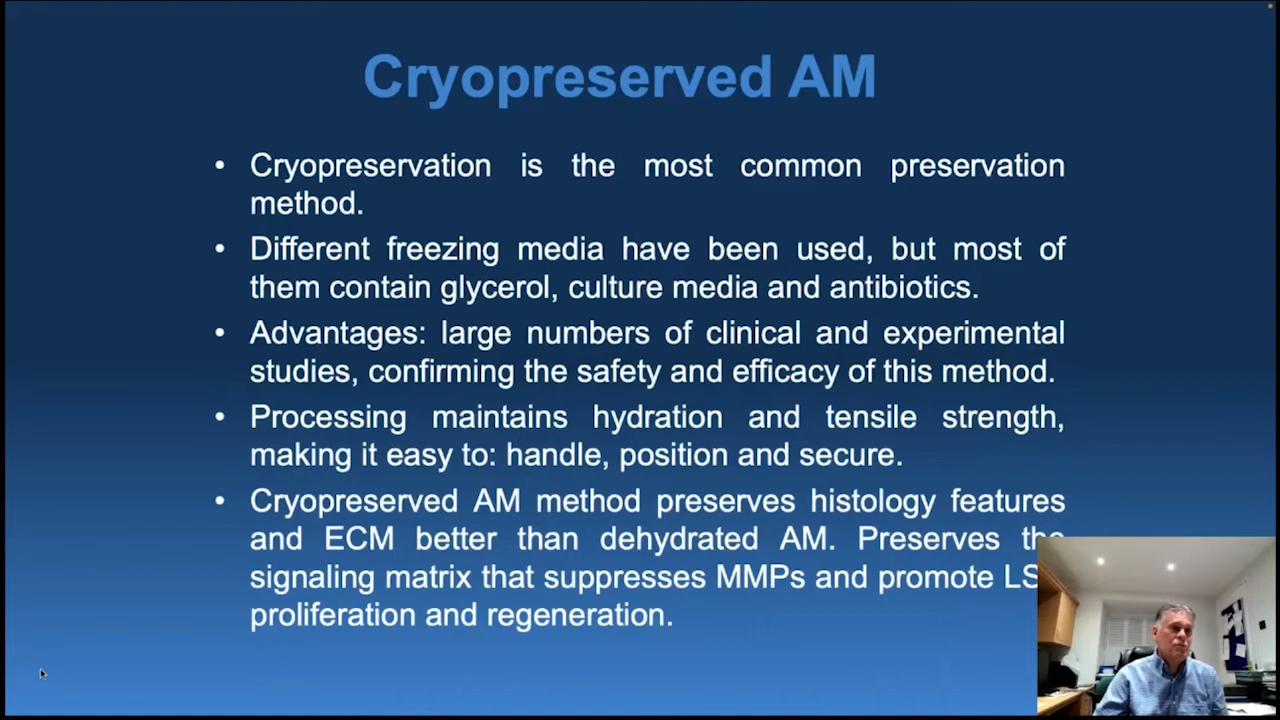 Cryopreserved AM
• Cryopreservation is the most common preservation
method.
• Different freezing media have been used, but most of
them contain glycerol, culture media and antibiotics.
• Advantages: large numbers of clinical and experimental
studies, confirming the safety and efficacy of this method.
• Processing maintains hydration and tensile strength,
making it easy to: handle, position and secure.
• Cryopreserved AM method preserves histology features
and ECM better than dehydrated AM. Preserves the
signaling matrix that suppresses MMPs and promote
proliferation and regeneration.